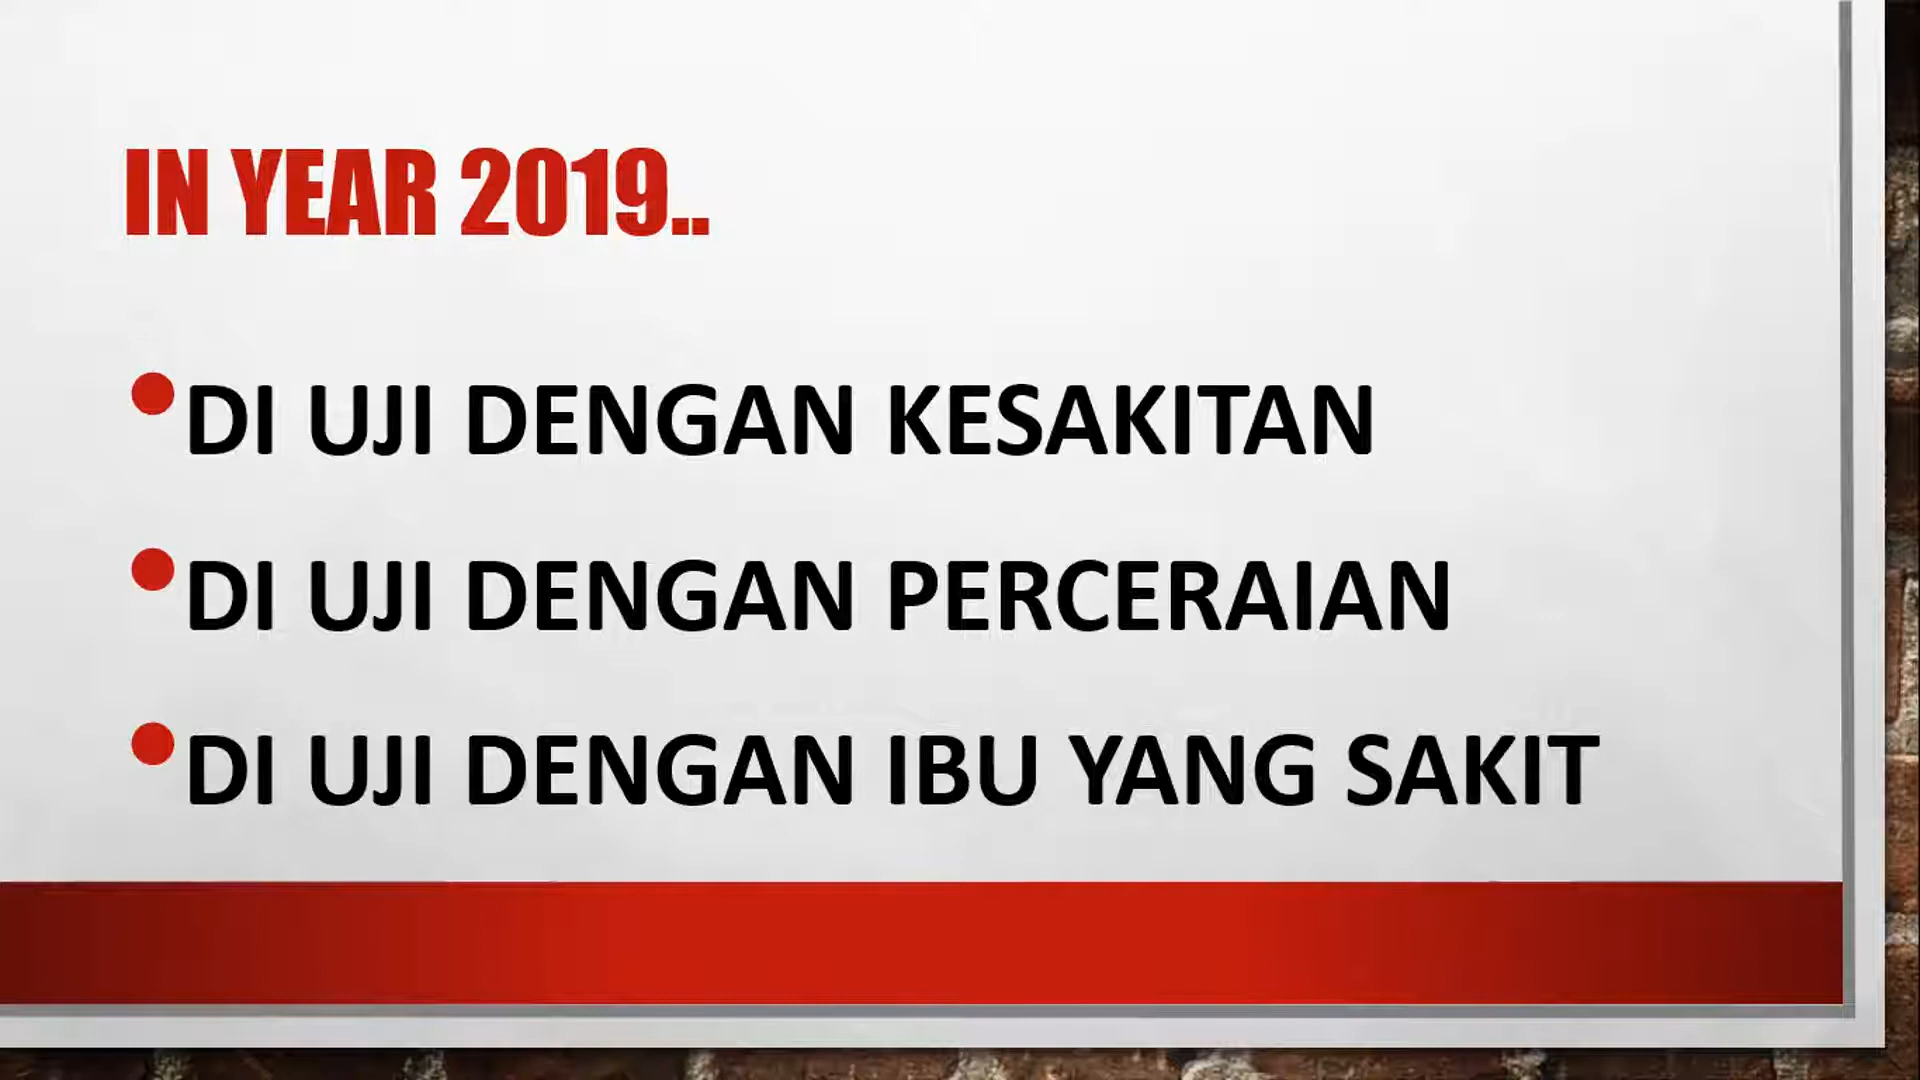 IN YEAR 2019..
DI UJI DENGAN KESAKITAN
DI UJI DENGAN PERCERAIAN
DI UJI DENGAN IBU YANG SAKIT